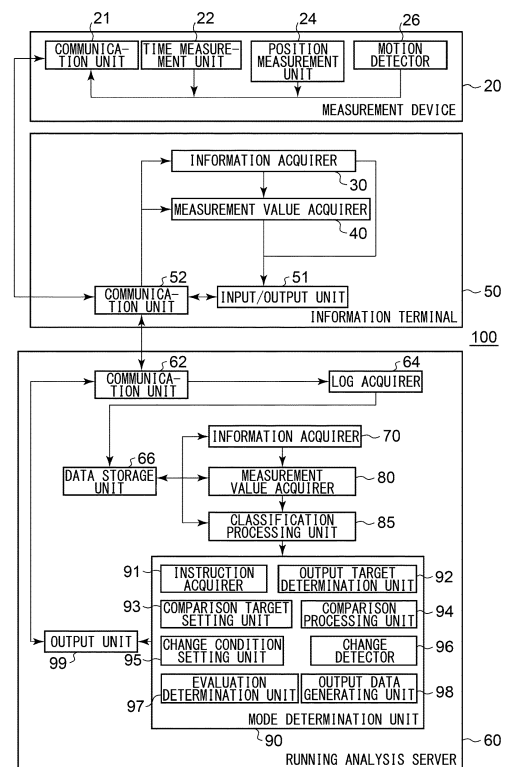 21
22
24
26
COMMUNICA-
TION UNIT
TIME MEASURE-
MENT UNIT
POSITION
MEASUREMENT
UNIT
MOTION
DETECTOR
MEASUREMENT DEVICE
20
INFORMATION ACQUIRER
30
MEASUREMENT VALUE ACQUIRER
40
52
51
COMMUNICA-
TION UNIT
INPUT/OUTPUT UNIT
INFORMATION TERMINAL
50
100
62
64
COMMUNICA-
TION UNIT
LOG ACQUIRER
66
INFORMATION ACQUIRER
70
DATA STORAGE
UNIT
MEASUREMENT
VALUE ACQUIRER
80
CLASSIFICATION
PROCESSING UNIT
85
91
INSTRUCTION
ACQUIRER
OUTPUT TARGET
DETERMINATION UNIT
92
93
COMPARISON TARGET
SETTING UNIT
COMPARISON
PROCESSING UNIT
94
OUTPUT UNIT
99
95
CHANGE CONDITION
SETTING UNIT
CHANGE
DETECTOR
96
97
EVALUATION
DETERMINATION UNIT
OUTPUT DATA
GENERATING UNIT
98
MODE DETERMINATION UNIT
90
RUNNING ANALYSIS SERVER
60